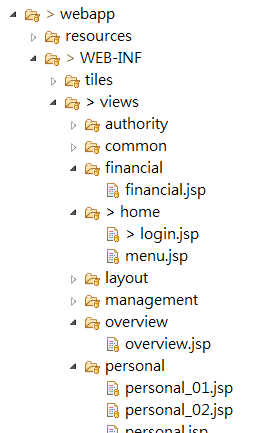 > webapp
resources
> WEB-INF
tiles
> views
authority
common
financial
financial.jsp
> home
> login.jsp
menu.jsp
layout
management
overview
overview.jsp
personal
personal_01.jsp
personal_02.jsp
personal.jsp